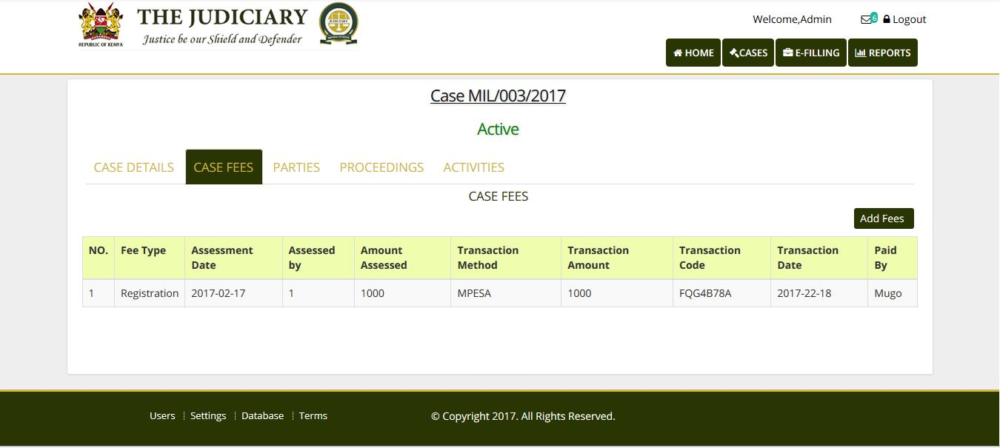 THE JUDICIARY
Justice be our Shield and Defender
REPUBLIC OF KENYA
JUDICIARY
Welcome,Admin
6
Logout
HOME
CASES
E-FILLING
REPORTS
Case MIL/003/2017
Active
CASE DETAILS
CASE FEES
PARTIES
PROCEEDINGS
ACTIVITIES
CASE FEES
Add Fees
NO. Fee Type Assessment Date Assessed by Amount Assessed Transaction Method Transaction Amount Transaction Code Transaction Date Paid By
1 Registration 2017-02-17 1 1000 MPESA 1000 FQG4B78A 2017-22-18 Mugo
Users Settings Database Terms
© Copyright 2017. All Rights Reserved.